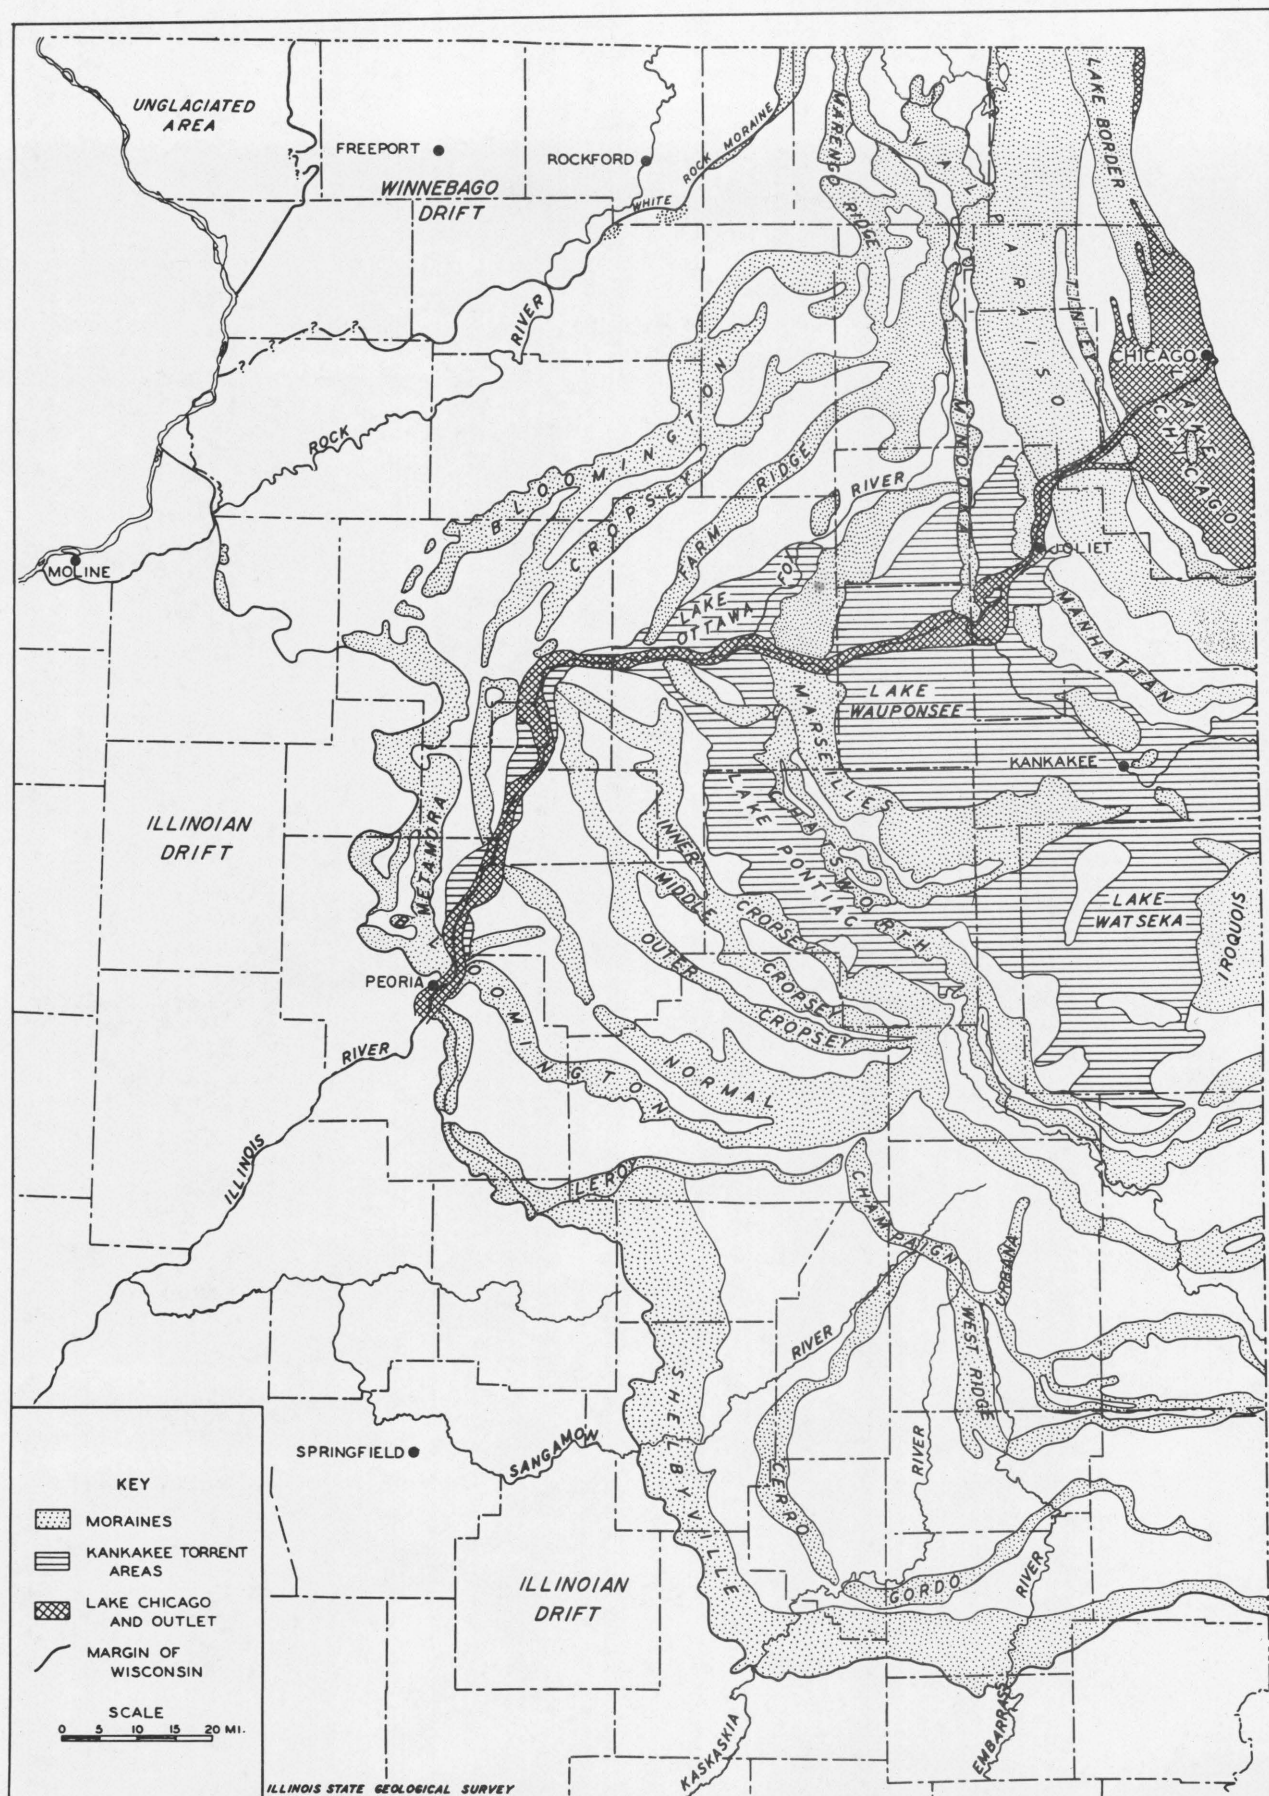 UNGLACIATED
AREA
FREEPORT
ROCKFORD
WINNEBAGO
DRIFT
WHITE ROCK MORAINE
MARENGO RIDGE
VALPARAISO
LAKE BORDER
TINLEY
CHICAGO
LAKE
CHICAGO
RIVER
ROCK
BLOOMINGTON
CROPSEY
FARM RIDGE
FOX RIVER
MINOOKA
JOLIET
MOLINE
LAKE
OTTAWA
MANHATTAN
LAKE
WAUPONSEE
MARSEILLES
KANKAKEE
ILLINOIAN
DRIFT
METAMORA
LAKE PONTIAC
CHATSWORTH
INNER CROPSEY
MIDDLE CROPSEY
OUTER CROPSEY
LAKE
WATSEKA
IROQUOIS
PEORIA
BLOOMINGTON
NORMAL
ILLINOIS RIVER
LEROY
CHAMPAIGN
URBANA
WEST RIDGE
RIVER
SHELBYVILLE
SPRINGFIELD
SANGAMON
CERRO GORDO
RIVER
RIVER
ILLINOIAN
DRIFT
KASKASKIA
EMBARRASS
KEY
MORAINES
KANKAKEE TORRENT
AREAS
LAKE CHICAGO
AND OUTLET
MARGIN OF
WISCONSIN
SCALE
0 5 10 15 20 MI.
ILLINOIS STATE GEOLOGICAL SURVEY